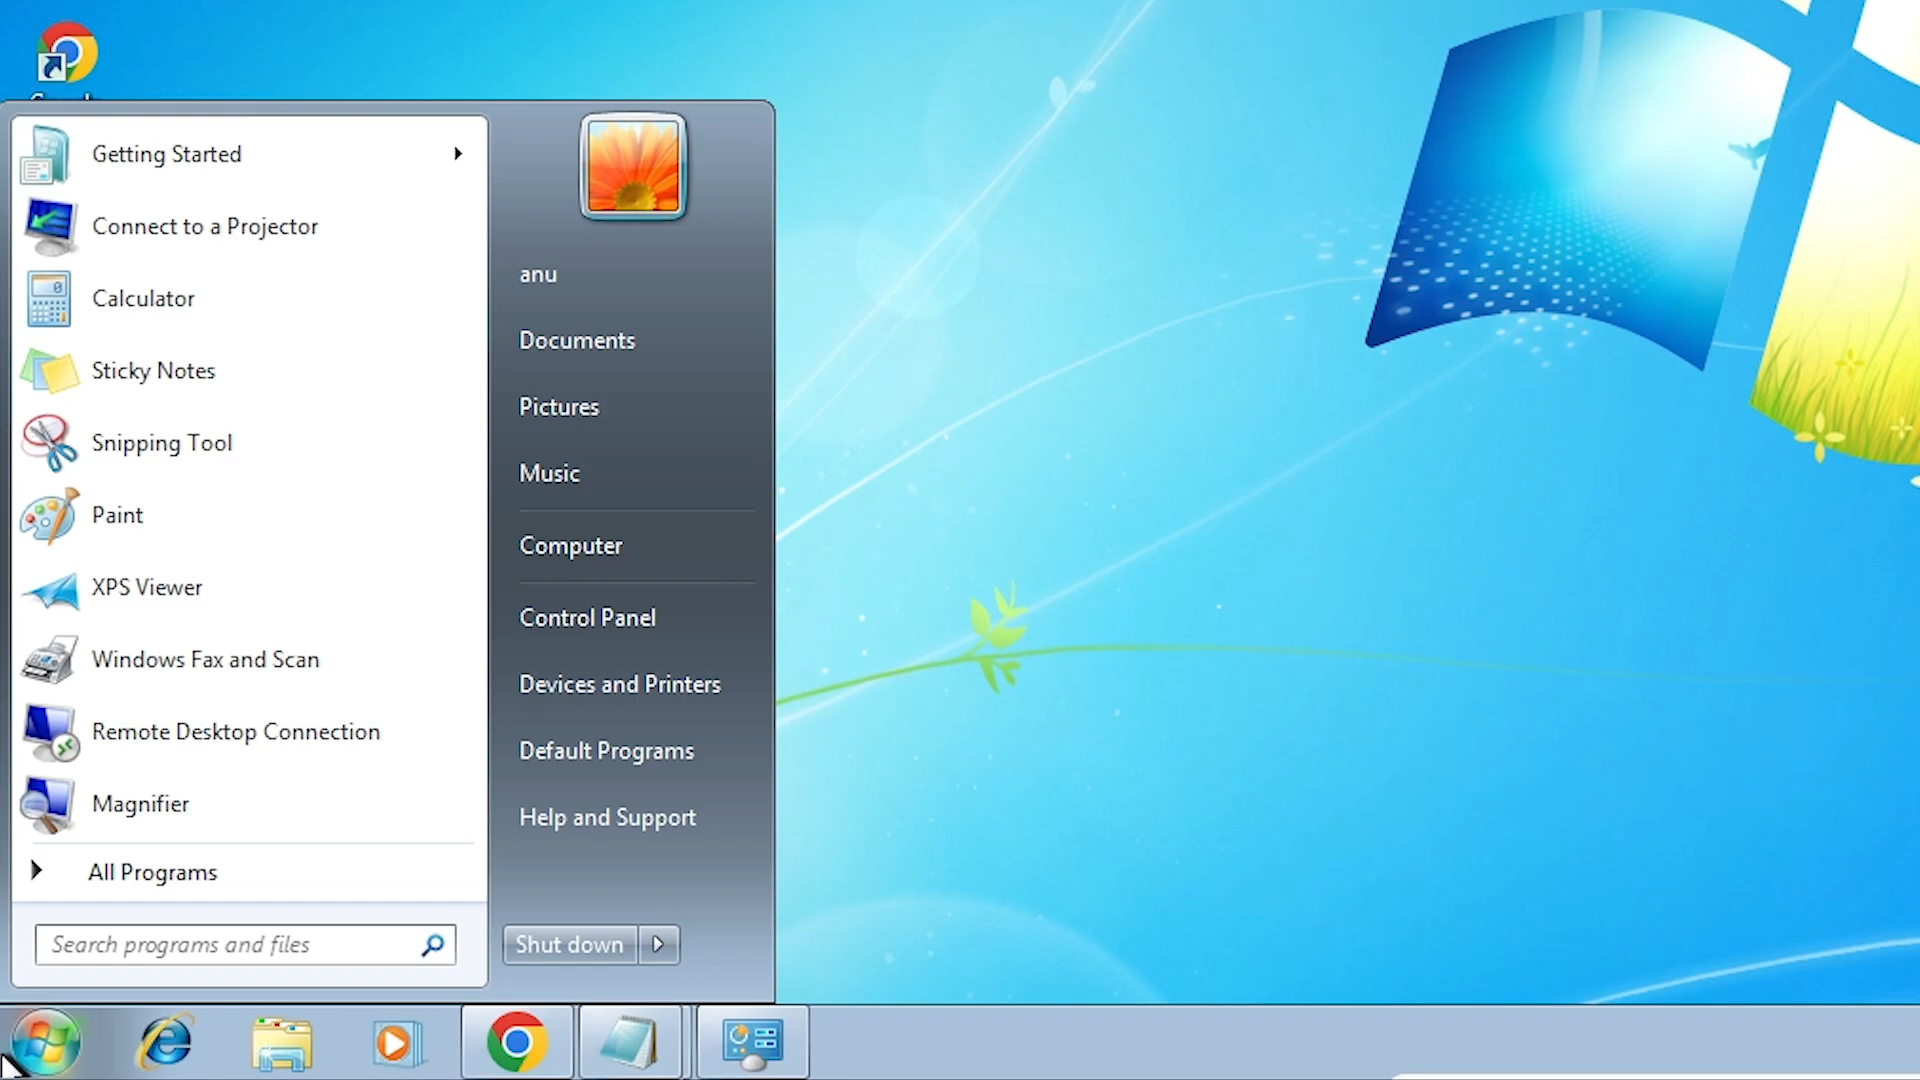 Getting Started
Connect to a Projector
Calculator
Sticky Notes
Snipping Tool
Paint
XPS Viewer
Windows Fax and Scan
Remote Desktop Connection
Magnifier
All Programs
Search programs and files
anu
Documents
Pictures
Music
Computer
Control Panel
Devices and Printers
Default Programs
Help and Support
Shut down